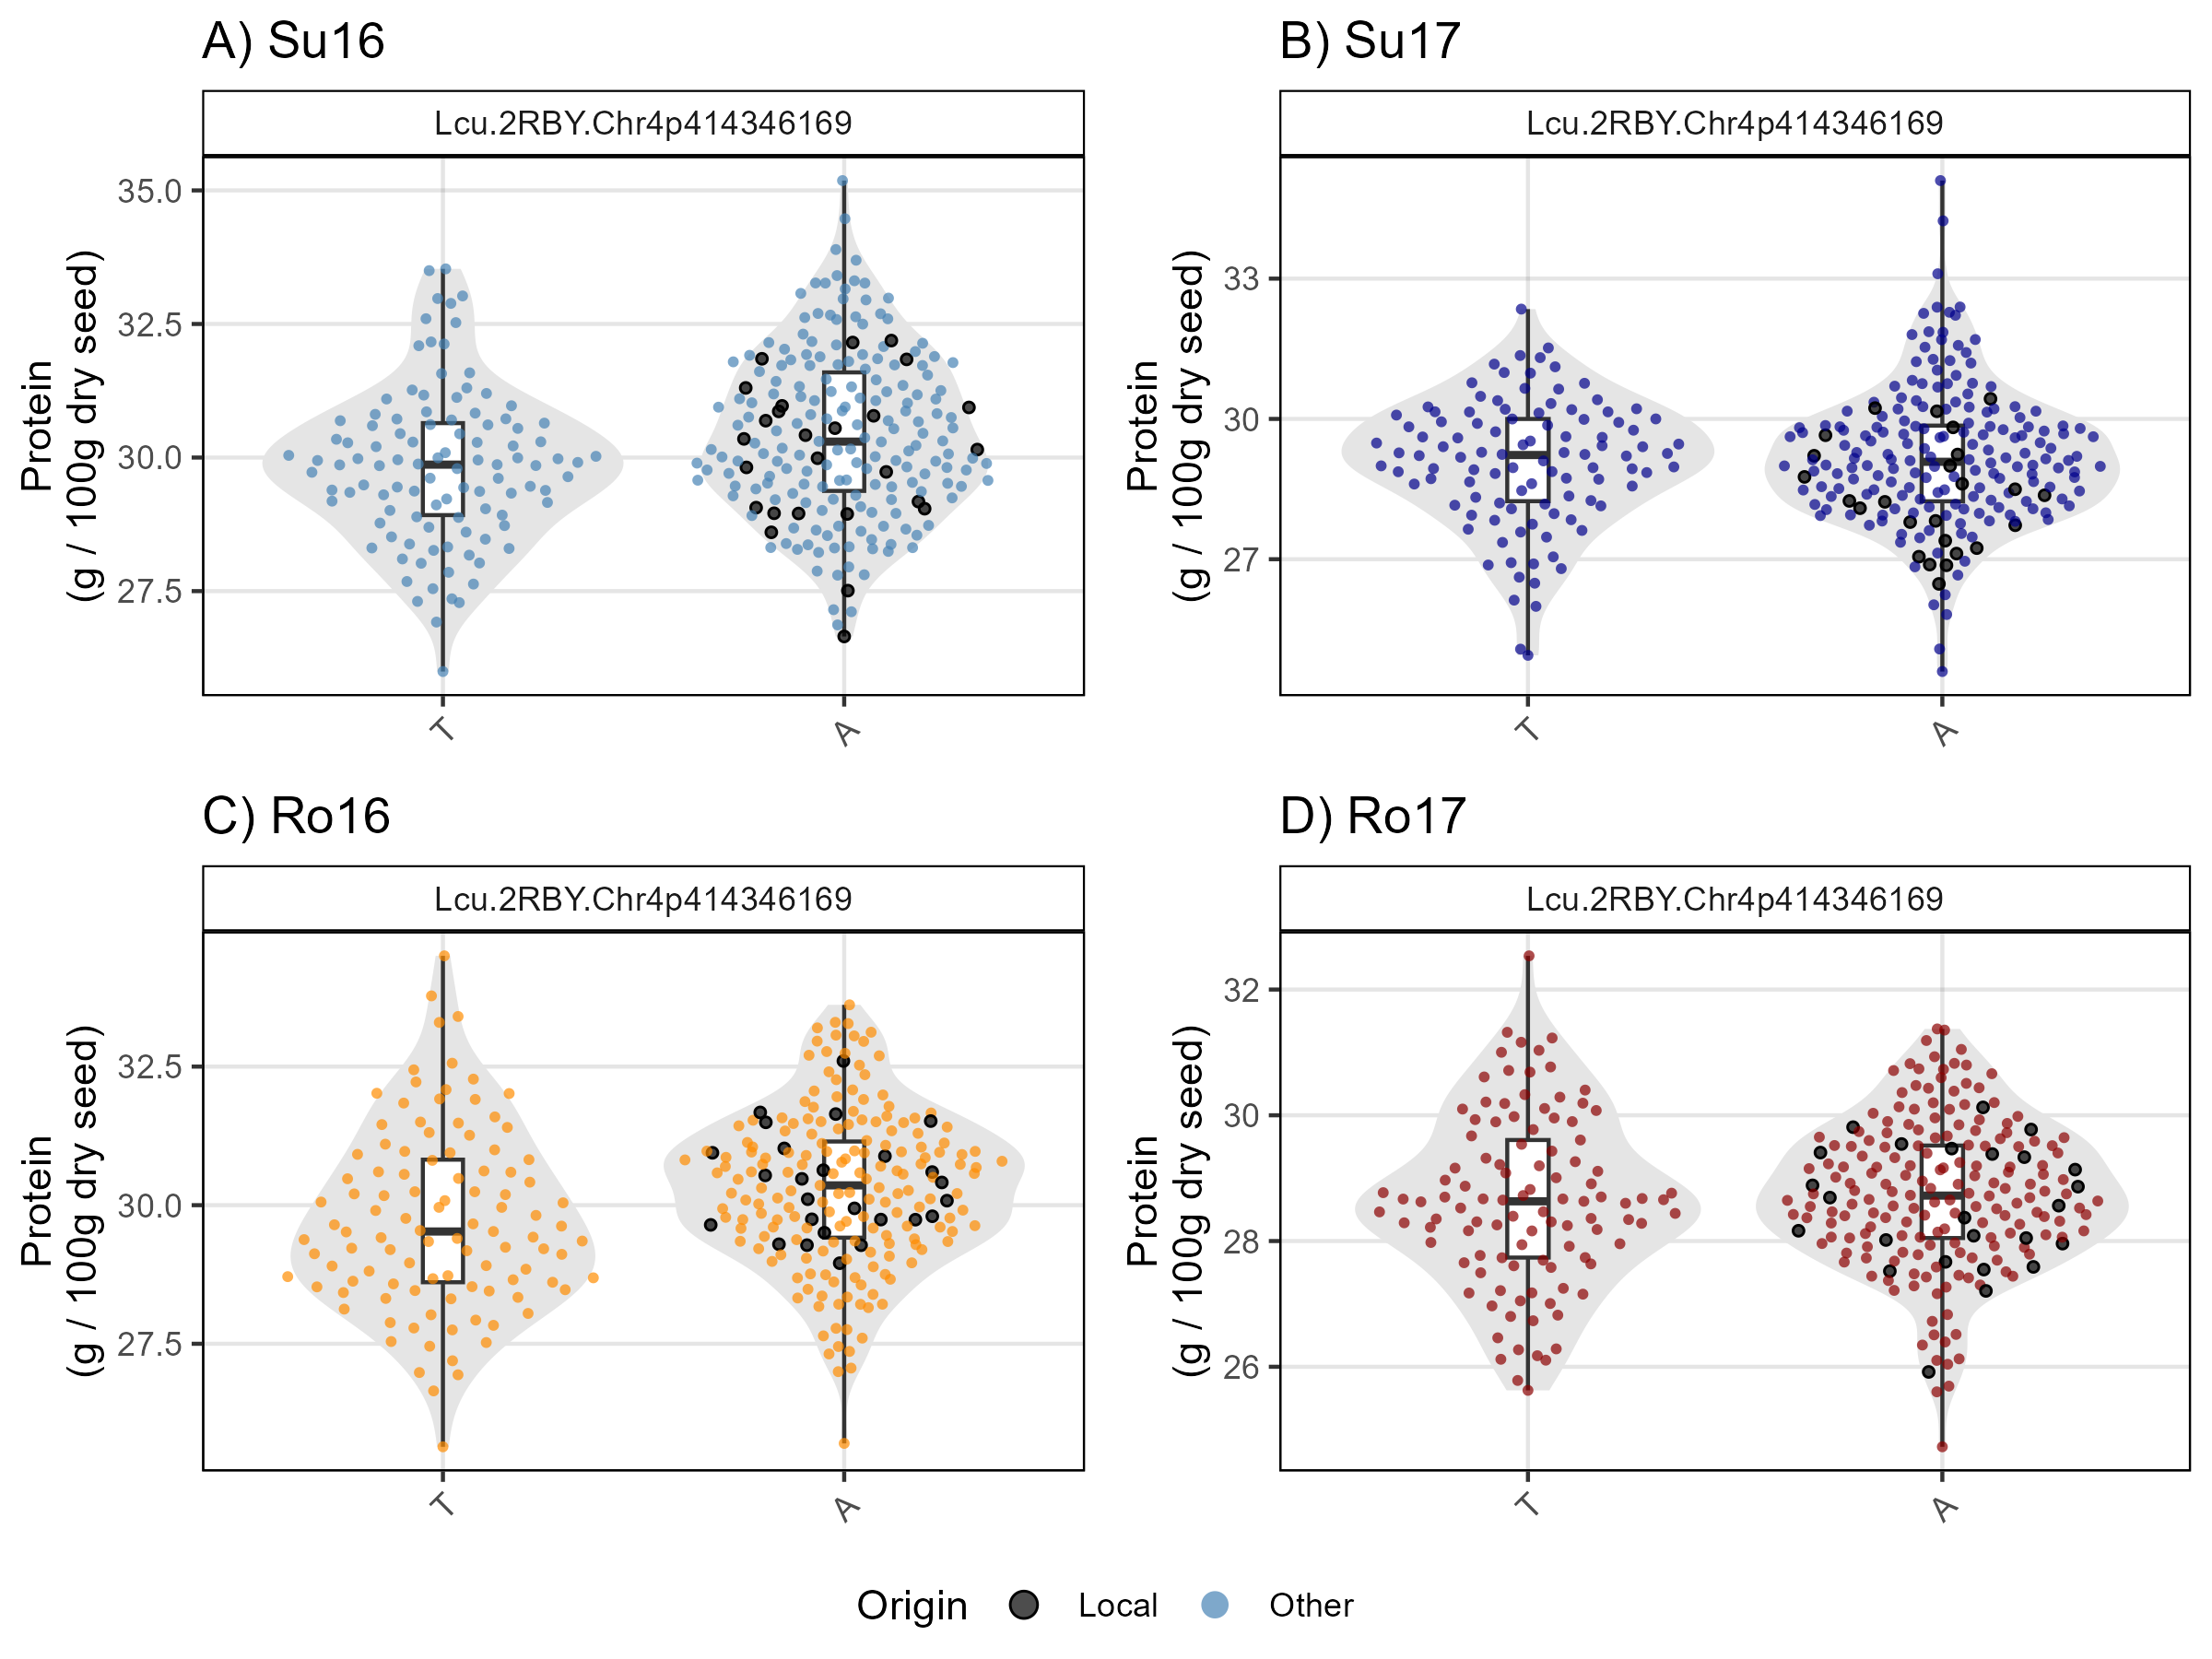 A) Su16
Lcu.2RBY.Chr4p414346169
Protein
(g / 100g dry seed)
35.0
32.5
30.0
27.5
T
A
B) Su17
Lcu.2RBY.Chr4p414346169
Protein
(g / 100g dry seed)
33
30
27
T
A
C) Ro16
Lcu.2RBY.Chr4p414346169
Protein
(g / 100g dry seed)
32.5
30.0
27.5
T
A
D) Ro17
Lcu.2RBY.Chr4p414346169
Protein
(g / 100g dry seed)
32
30
28
26
T
A
Origin Local Other